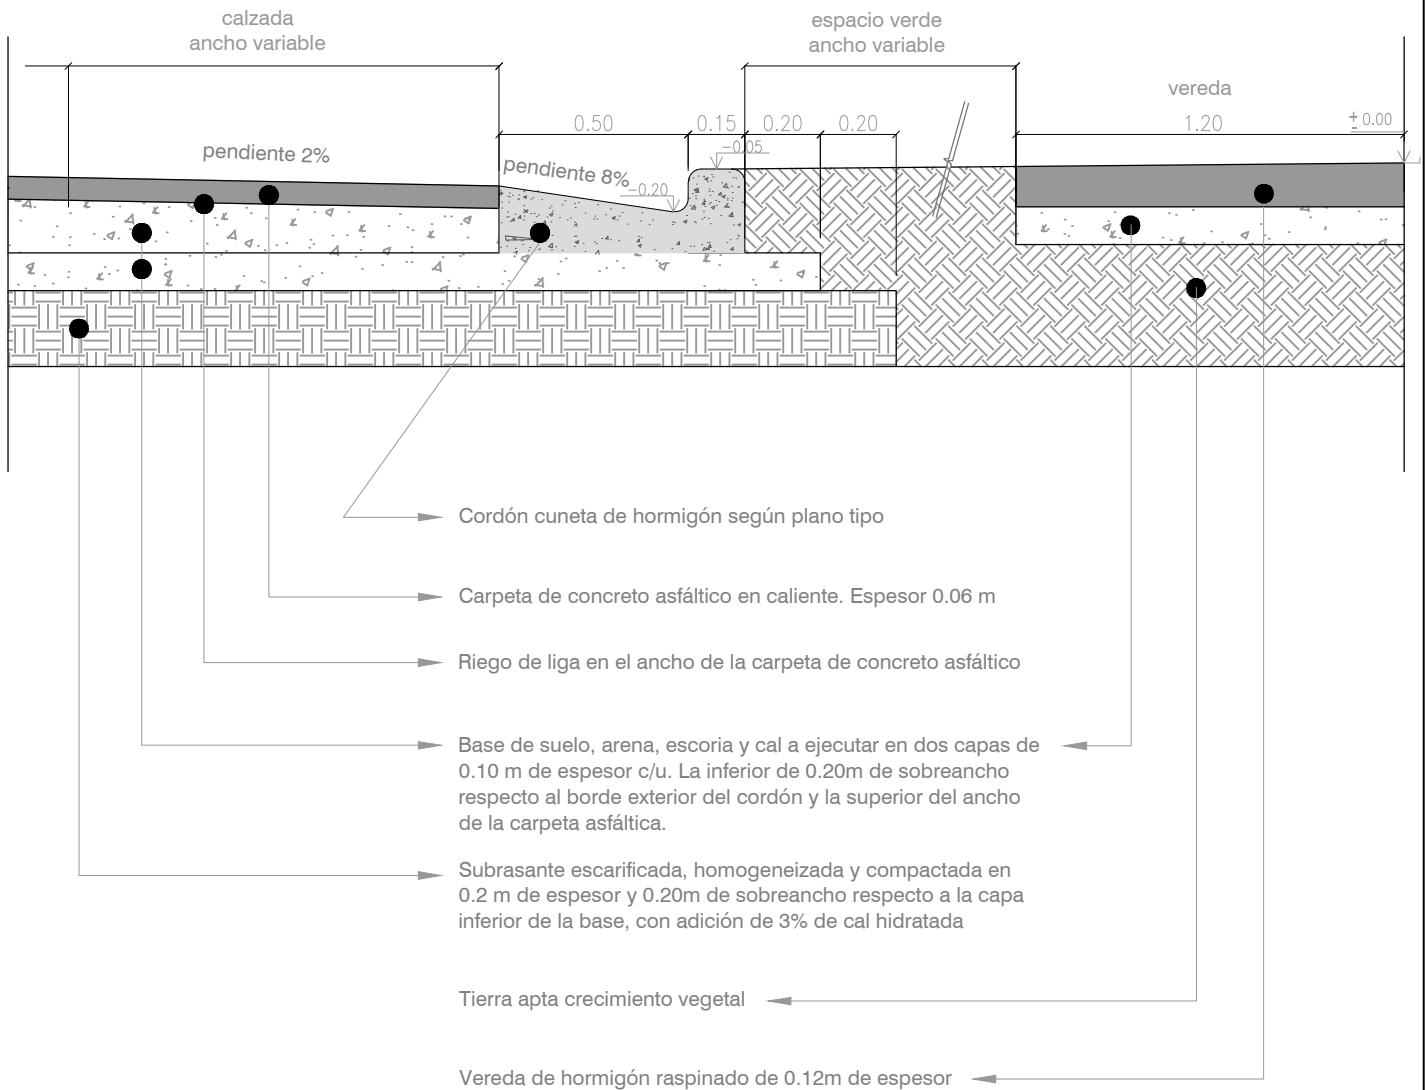 calzada
ancho variable
espacio verde
ancho variable
vereda
0.50
0.15
0.20
0.20
1.20
± 0.00
pendiente 2%
pendiente 8%
-0.05
-0.20
Cordón cuneta de hormigón según plano tipo
Carpeta de concreto asfáltico en caliente. Espesor 0.06 m
Riego de liga en el ancho de la carpeta de concreto asfáltico
Base de suelo, arena, escoria y cal a ejecutar en dos capas de
0.10 m de espesor c/u. La inferior de 0.20m de sobreancho
respecto al borde exterior del cordón y la superior del ancho
de la carpeta asfáltica.
Subrasante escarificada, homogeneizada y compactada en
0.2 m de espesor y 0.20m de sobreancho respecto a la capa
inferior de la base, con adición de 3% de cal hidratada
Tierra apta crecimiento vegetal
Vereda de hormigón raspinado de 0.12m de espesor